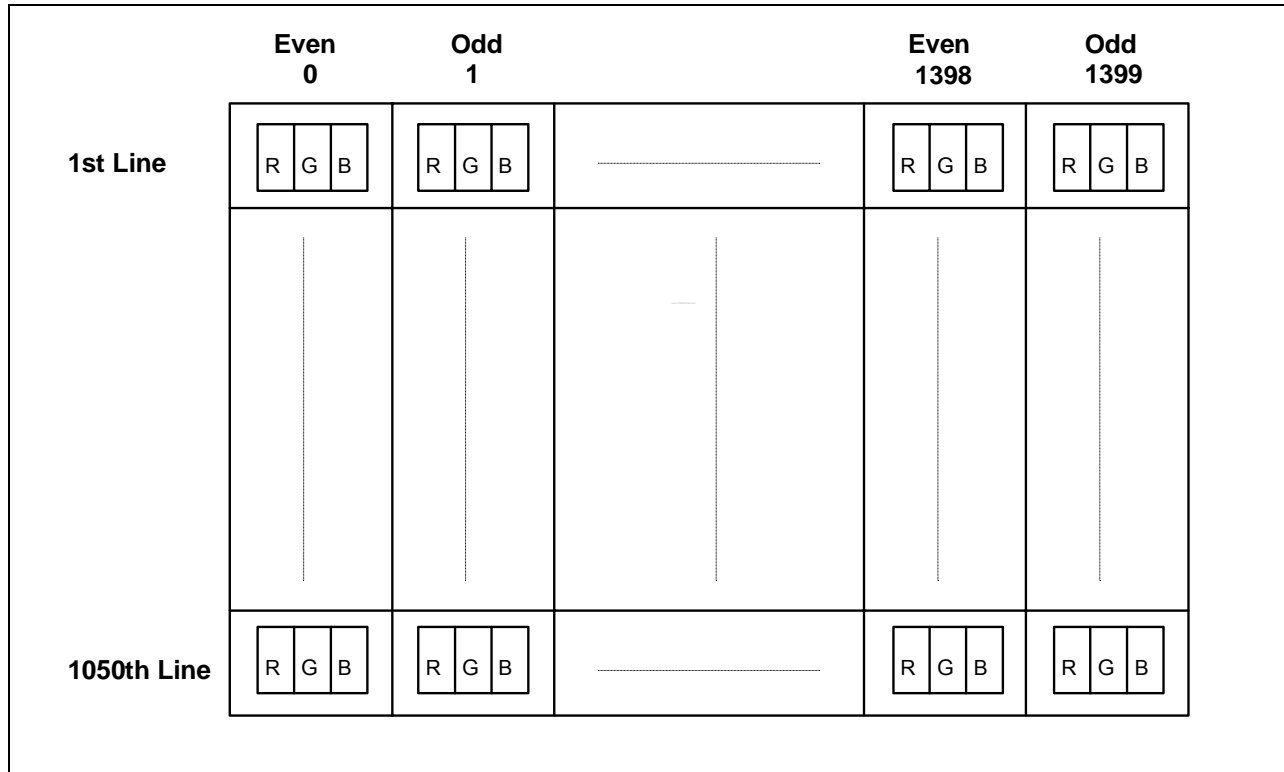 Even Odd Even Odd
0 1 1398 1399
1st Line R G B R G B R G B R G B
1050th Line R G B R G B R G B R G B